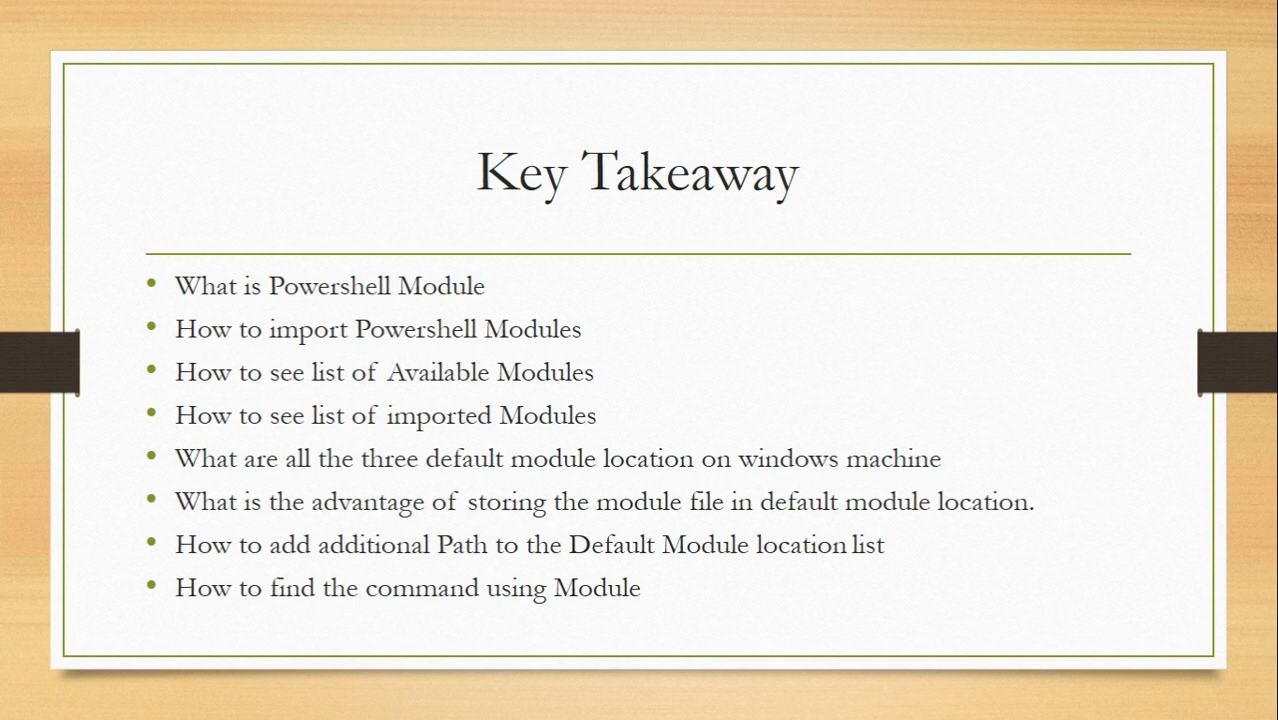 Key Takeaway
• What is Powershell Module
• How to import Powershell Modules
• How to see list of Available Modules
• How to see list of imported Modules
• What are all the three default module location on windows machine
• What is the advantage of storing the module file in default module location.
• How to add additional Path to the Default Module location list
• How to find the command using Module